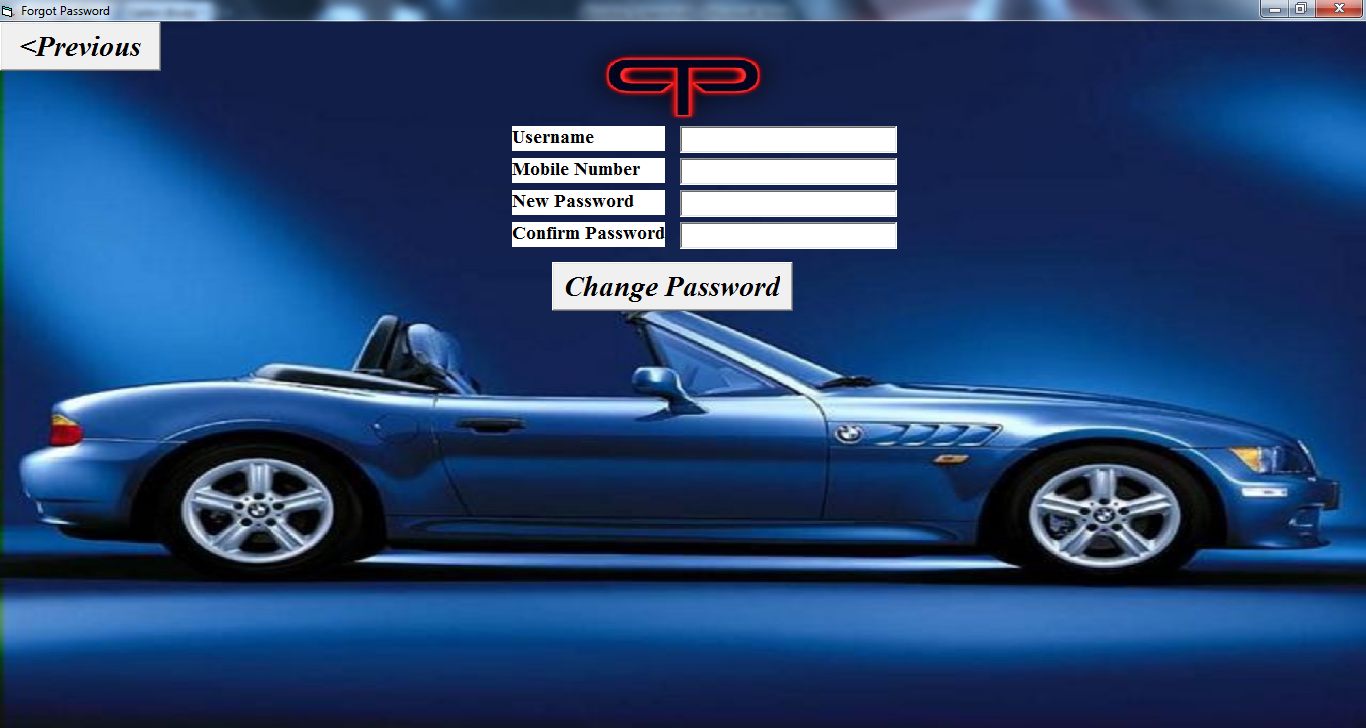 Forgot Password
<Previous
Username
Mobile Number
New Password
Confirm Password
Change Password